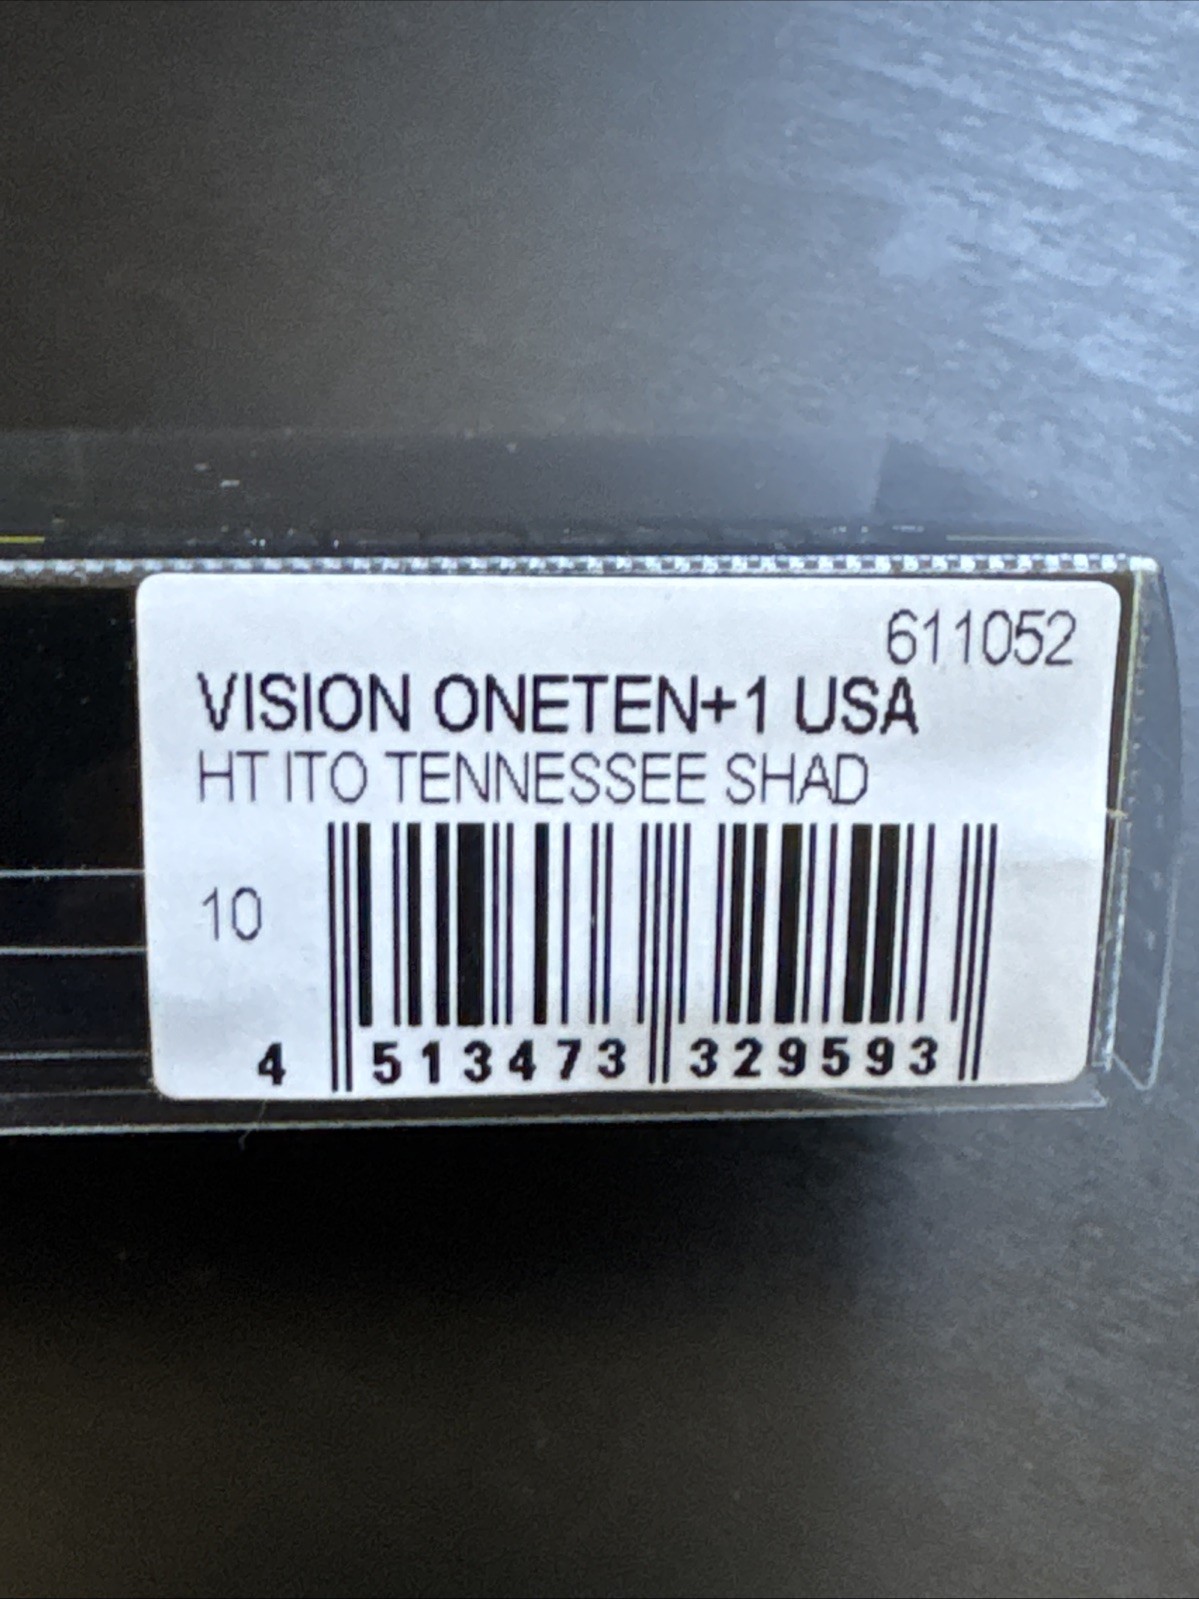 611052
VISION ONETEN+1 USA
HT ITO TENNESSEE SHAD
10
4 513473 329593